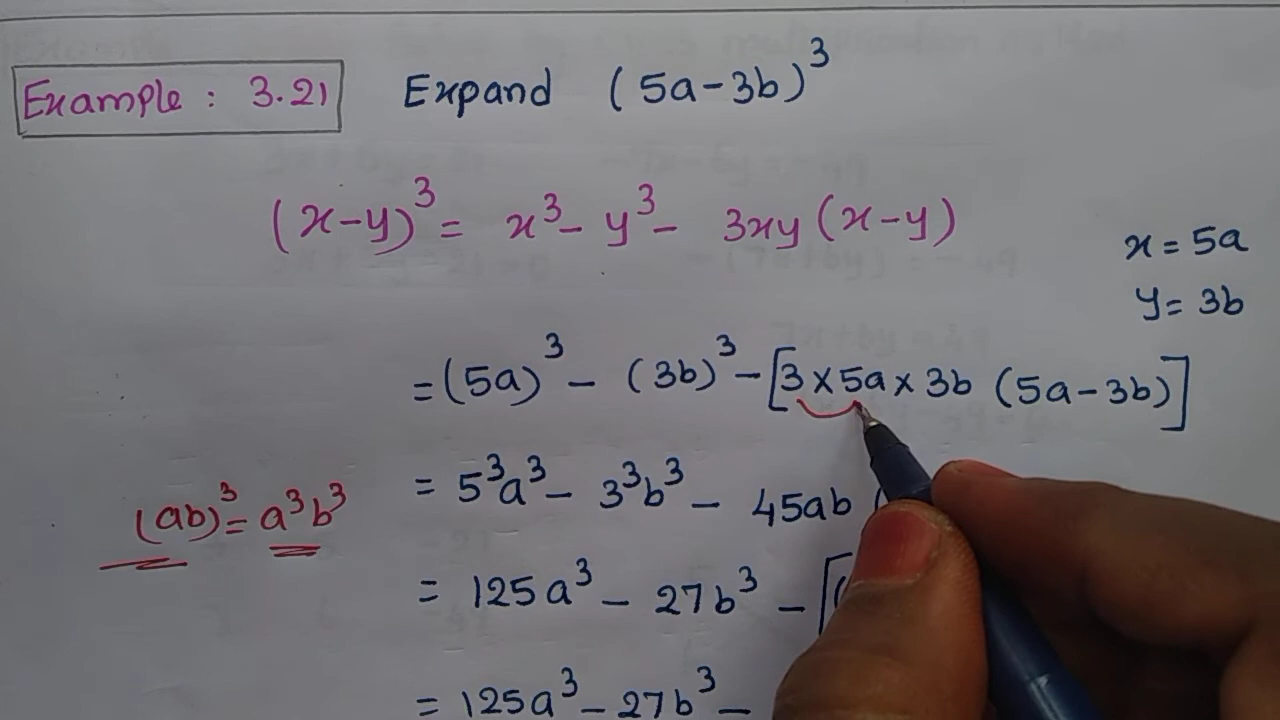 Example : 3.21 Expand (5a-3b)³
(x-y)³ = x³ - y³ - 3xy (x-y)
x = 5a
y = 3b
= (5a)³ - (3b)³ - [3 × 5a × 3b (5a-3b)]
= 5³a³ - 3³b³ - 45ab (
(ab)³ = a³b³
= 125a³ - 27b³ - [(
= 125a³ - 27b³ -